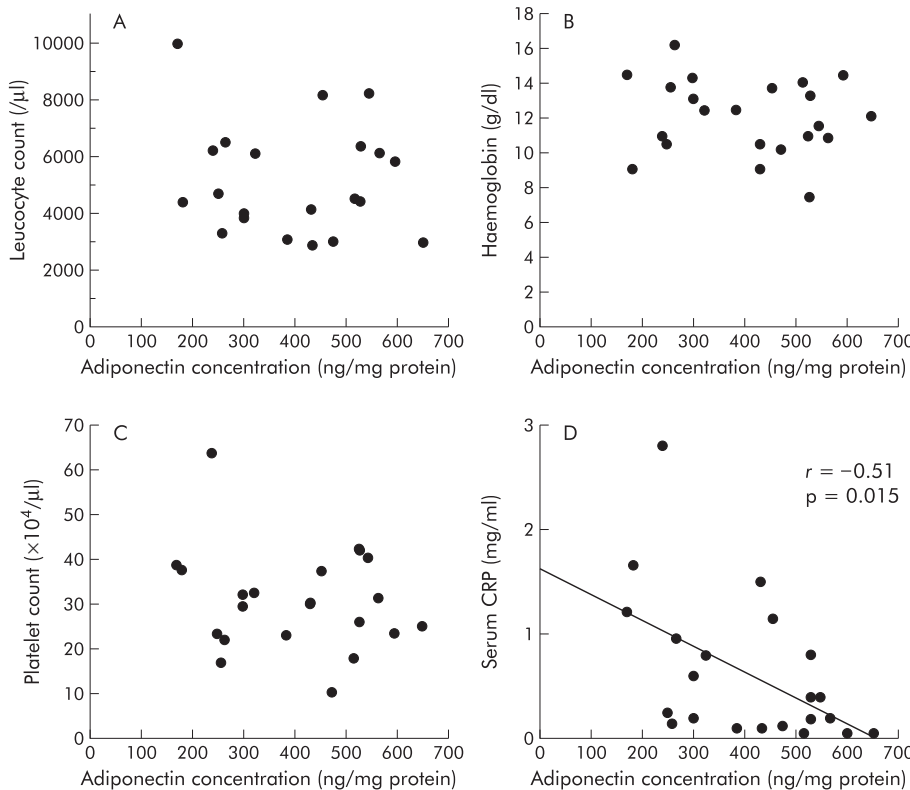 A
Leucocyte count (/µl)
10000
8000
6000
4000
2000
0
0 100 200 300 400 500 600 700
Adiponectin concentration (ng/mg protein)
B
Haemoglobin (g/dl)
18
16
14
12
10
8
6
4
2
0
0 100 200 300 400 500 600 700
Adiponectin concentration (ng/mg protein)
C
Platelet count (×10⁴/µl)
70
60
50
40
30
20
10
0
0 100 200 300 400 500 600 700
Adiponectin concentration (ng/mg protein)
D
Serum CRP (mg/ml)
3
2
1
0
r = −0.51
p = 0.015
0 100 200 300 400 500 600 700
Adiponectin concentration (ng/mg protein)